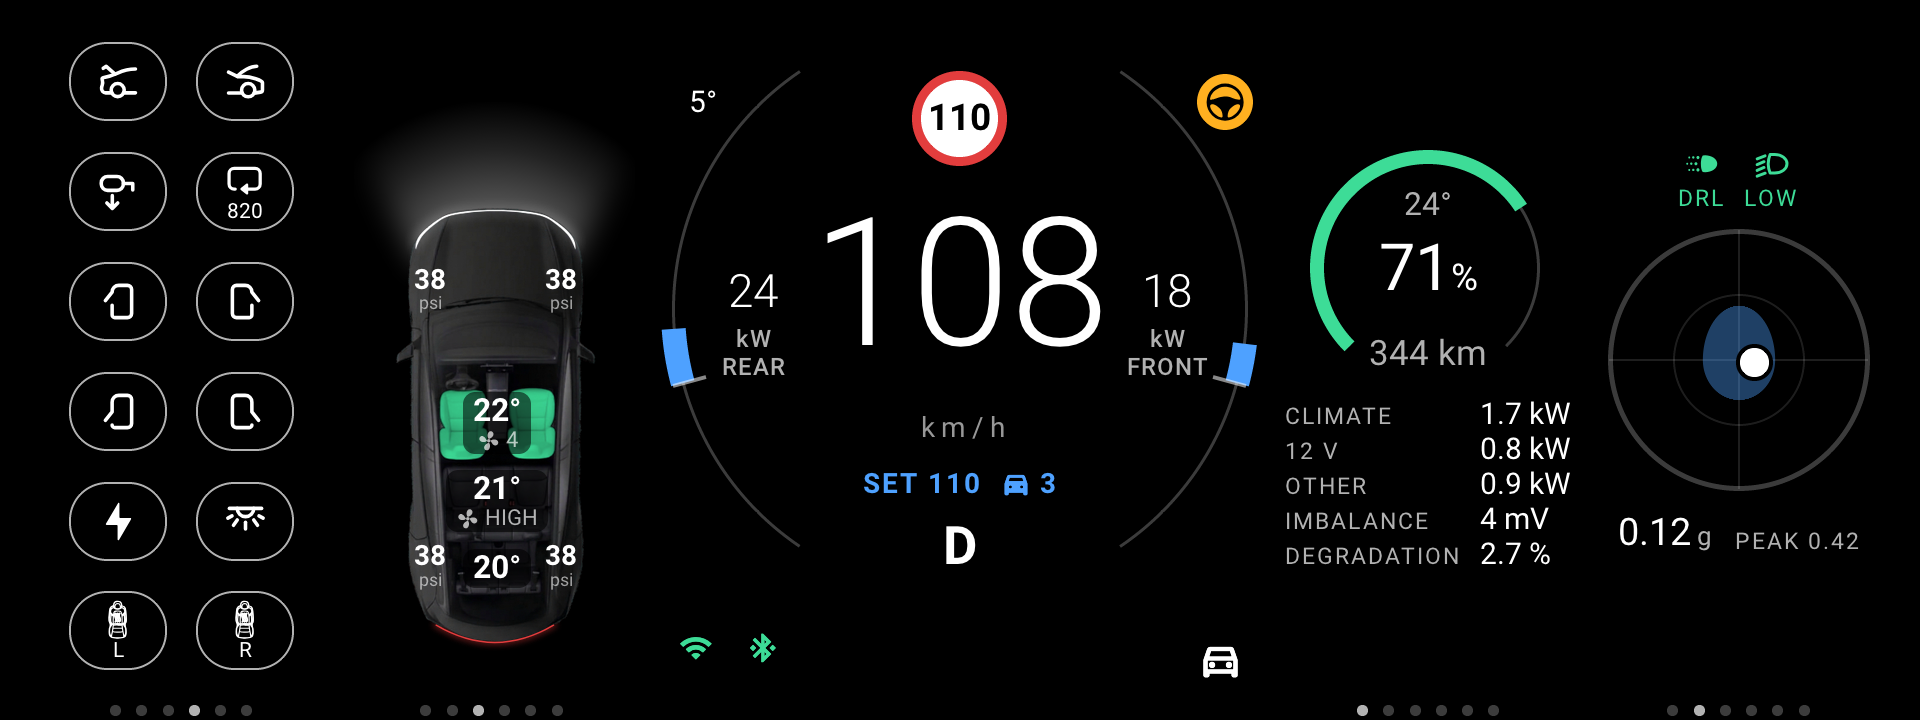 820
L
R
38 psi
38 psi
22°
4
21°
HIGH
38 psi
38 psi
20°
5°
110
108
24
kW
REAR
18
kW
FRONT
km/h
SET 110 3
D
24°
71%
344 km
CLIMATE 1.7 kW
12 V 0.8 kW
OTHER 0.9 kW
IMBALANCE 4 mV
DEGRADATION 2.7 %
DRL LOW
0.12 g PEAK 0.42